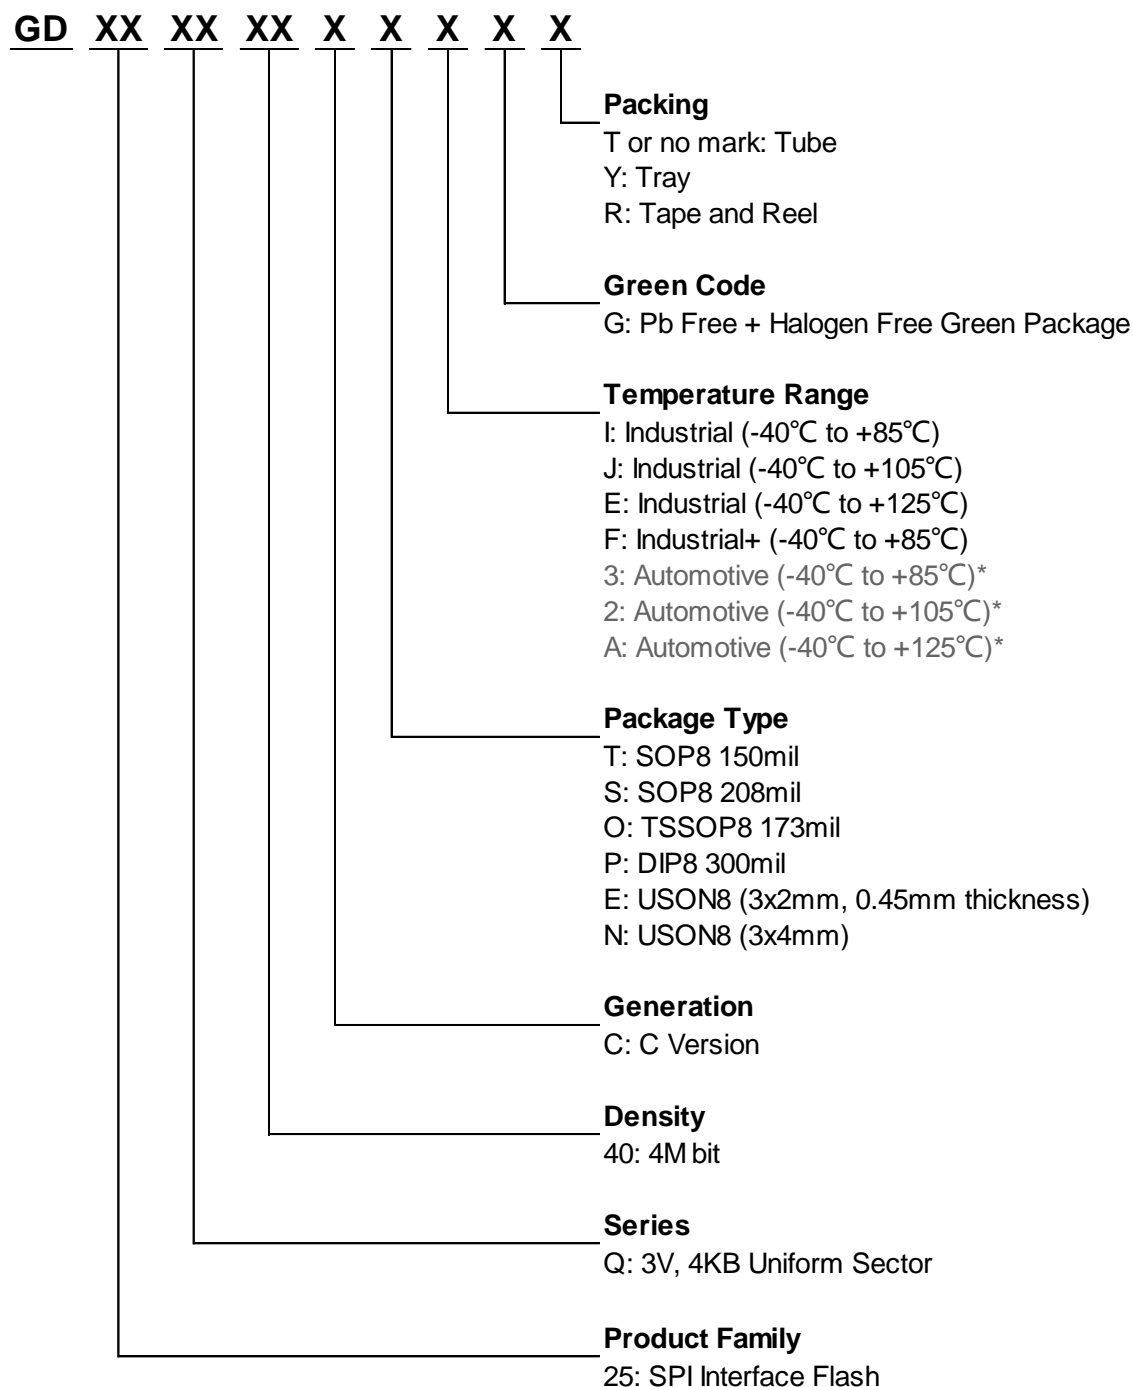 GD XX XX XX X X X X X
Packing
T or no mark: Tube
Y: Tray
R: Tape and Reel
Green Code
G: Pb Free + Halogen Free Green Package
Temperature Range
I: Industrial (-40℃ to +85℃)
J: Industrial (-40℃ to +105℃)
E: Industrial (-40℃ to +125℃)
F: Industrial+ (-40℃ to +85℃)
3: Automotive (-40℃ to +85℃)*
2: Automotive (-40℃ to +105℃)*
A: Automotive (-40℃ to +125℃)*
Package Type
T: SOP8 150mil
S: SOP8 208mil
O: TSSOP8 173mil
P: DIP8 300mil
E: USON8 (3x2mm, 0.45mm thickness)
N: USON8 (3x4mm)
Generation
C: C Version
Density
40: 4M bit
Series
Q: 3V, 4KB Uniform Sector
Product Family
25: SPI Interface Flash